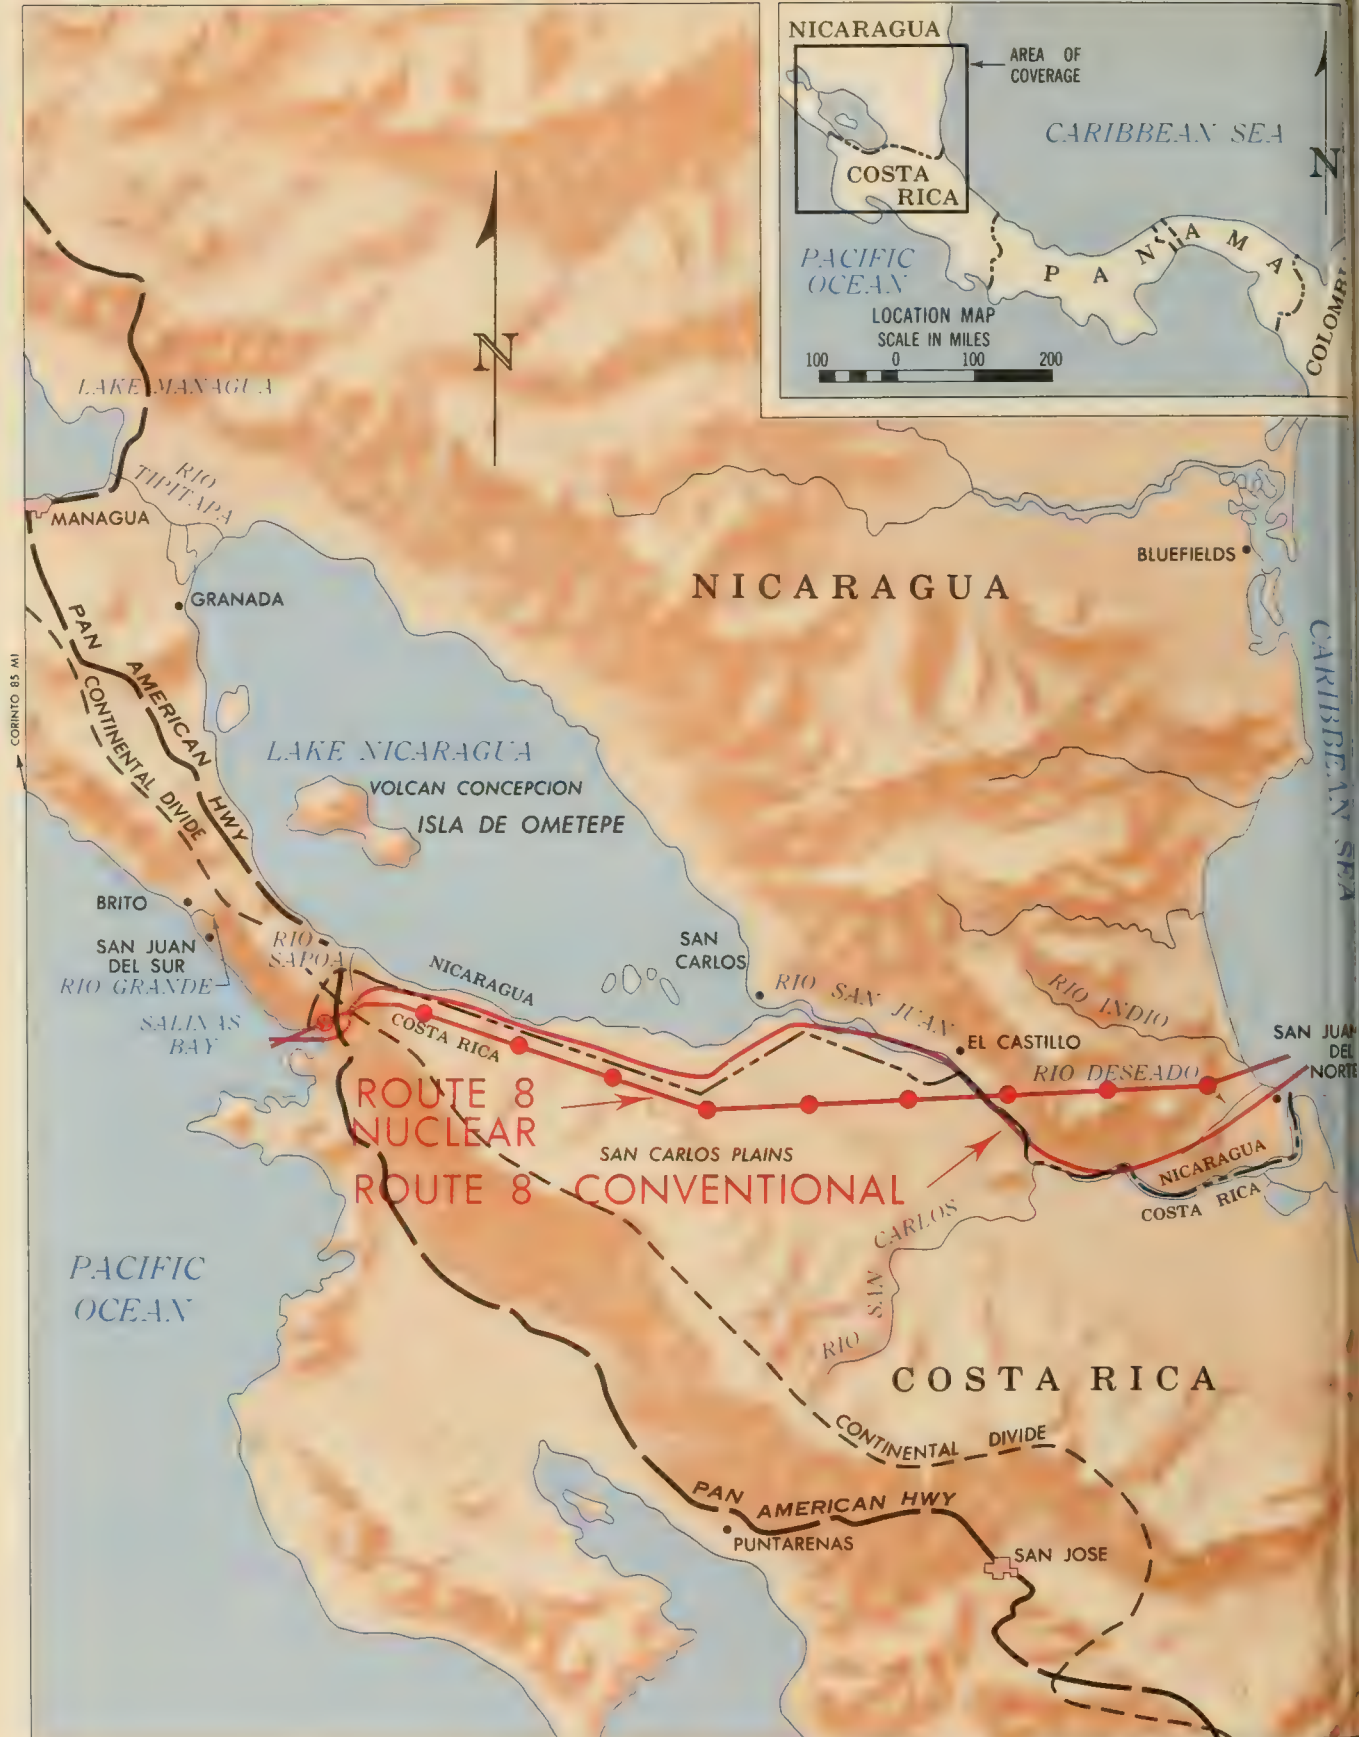 NICARAGUA
AREA OF
COVERAGE
CARIBBEAN SEA
N
COSTA
RICA
PACIFIC
OCEAN
PANAMA
LOCATION MAP
SCALE IN MILES
100 0 100 200
N
LAKE MANAGUA
RIO
TIPITAPA
MANAGUA
GRANADA
NICARAGUA
BLUEFIELDS
CARIBBEAN SEA
PAN AMERICAN HWY
CONTINENTAL DIVIDE
CORINTO 85 MI
LAKE NICARAGUA
VOLCAN CONCEPCION
ISLA DE OMETEPE
BRITO
SAN JUAN
DEL SUR
RIO GRANDE
RIO
SAPOA
SALINAS
BAY
NICARAGUA
COSTA RICA
SAN
CARLOS
RIO SAN JUAN
EL CASTILLO
RIO INDIO
RIO DESEADO
SAN JUAN
DEL
NORTE
ROUTE 8
NUCLEAR
SAN CARLOS PLAINS
ROUTE 8 CONVENTIONAL
NICARAGUA
COSTA RICA
RIO SAN CARLOS
PACIFIC
OCEAN
COSTA RICA
CONTINENTAL DIVIDE
PAN AMERICAN HWY
PUNTARENAS
SAN JOSE